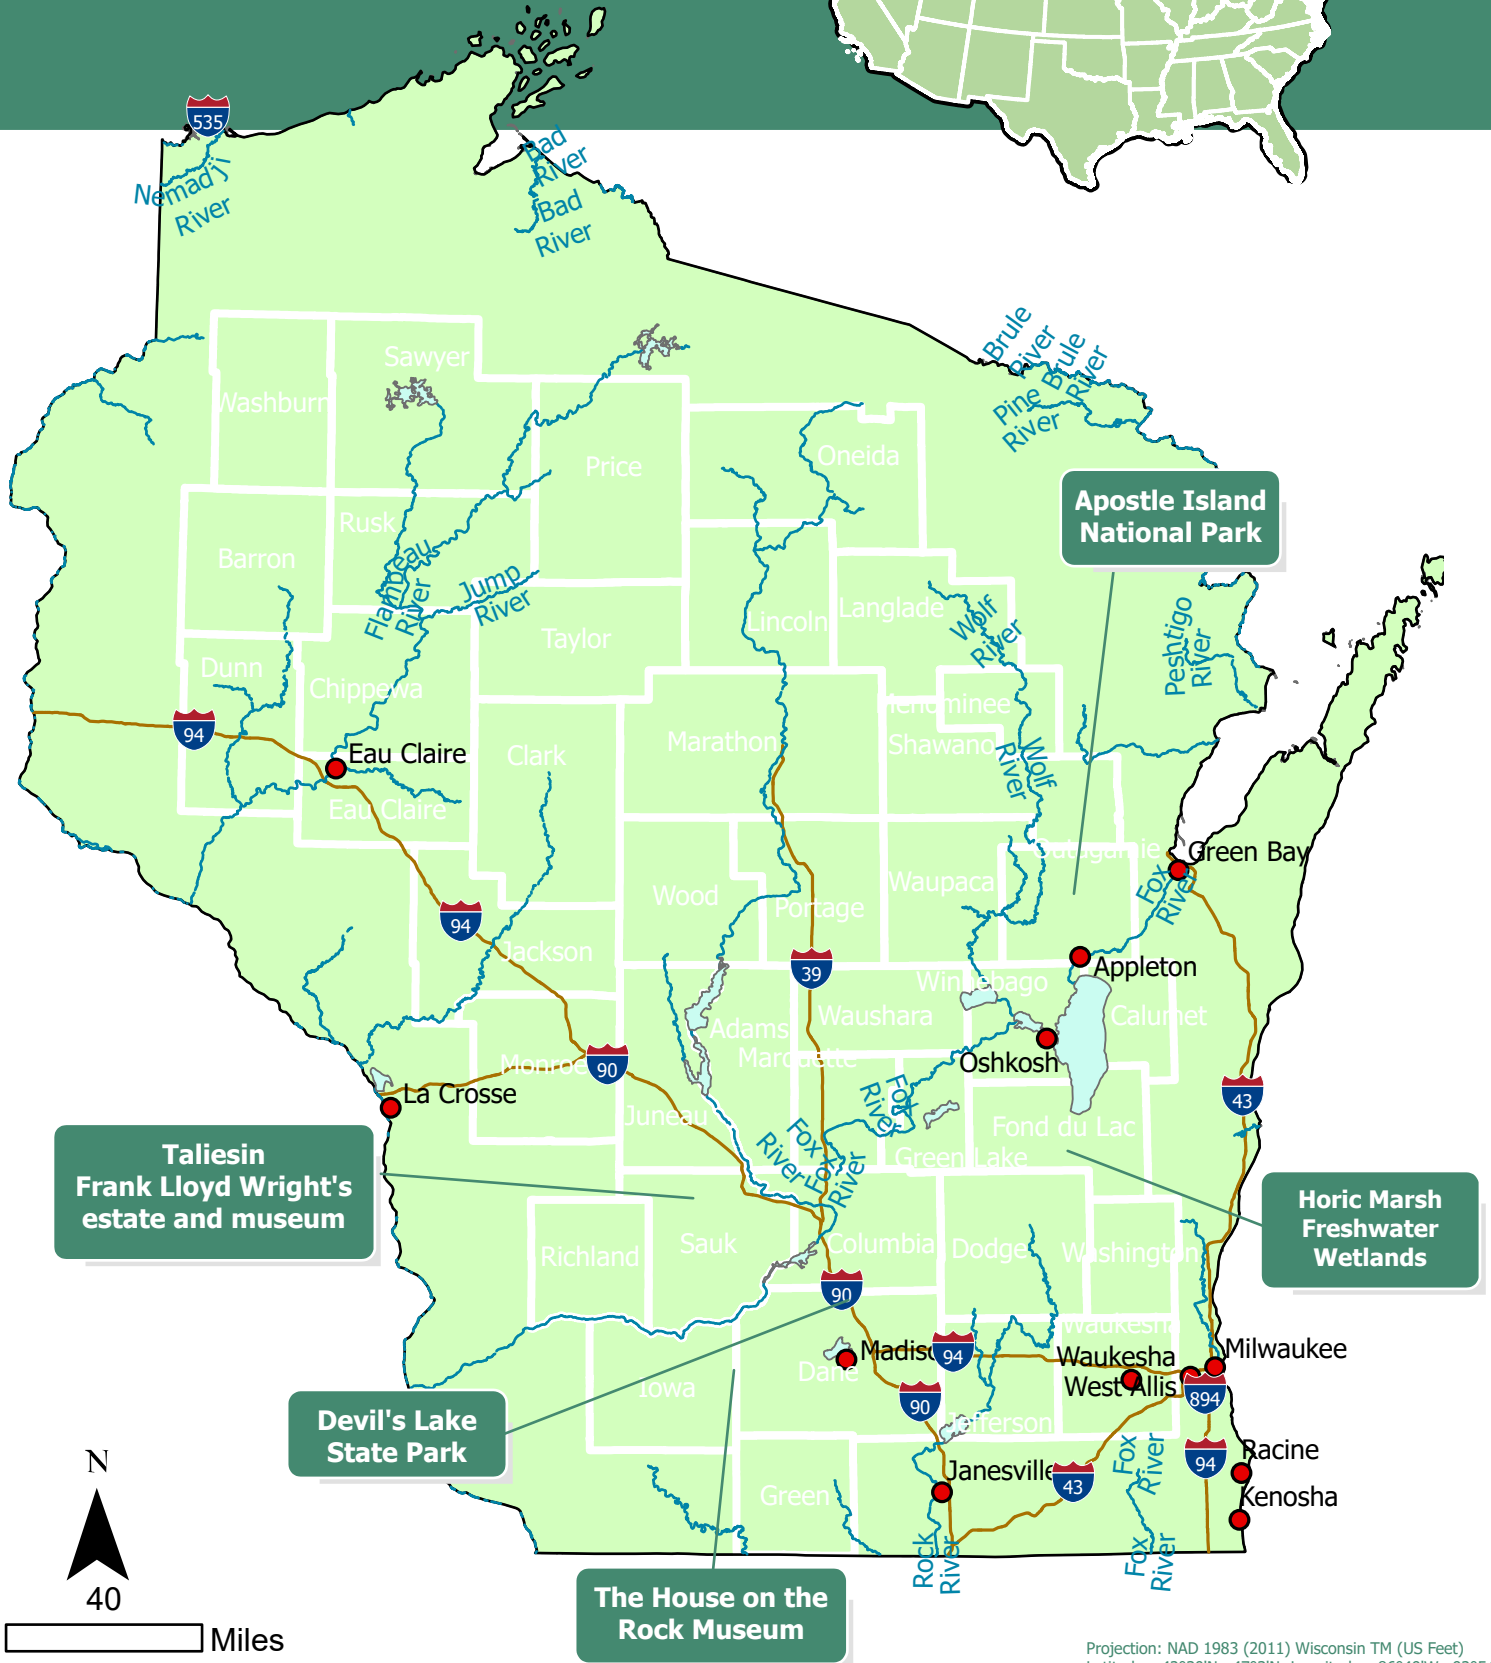 535
Nemadji
River
Bad
River
Bad
River
Brule
River
Brule
River
Pine
River
Sawyer
Washburn
Price
Oneida
Apostle Island
National Park
Rusk
Barron
Flambeau
River
Jump
River
Lincoln
Langlade
Wolf
River
Peshtigo
River
Taylor
Dunn
Chippewa
Menominee
94
Eau Claire
Clark
Marathon
Shawano
Wolf
River
Eau Claire
Outagamie
Green Bay
Fox
River
Wood
Waupaca
Portage
94
Jackson
39
Appleton
Winnebago
Adams
Waushara
Calumet
Marquette
Oshkosh
Monroe
90
La Crosse
43
Juneau
Fox
River
Fond du Lac
Green Lake
Fox
River
Fox
River
Taliesin
Frank Lloyd Wright's
estate and museum
Horic Marsh
Freshwater
Wetlands
Richland
Sauk
Columbia
Dodge
Washington
90
Waukesha
Madiso
94
Waukesha
Milwaukee
Dane
West Allis
894
Iowa
90
Jefferson
Devil's Lake
State Park
Fox
River
94
Racine
Janesville
43
Kenosha
Green
Rock
River
Fox
River
N
40
Miles
The House on the
Rock Museum
Projection: NAD 1983 (2011) Wisconsin TM (US Feet)